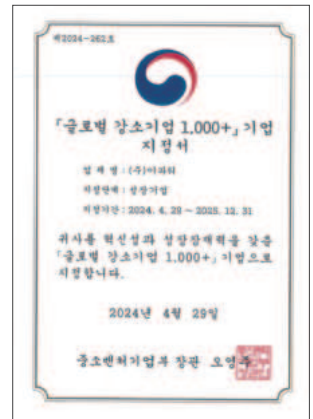 제2024-262호
「글로벌 강소기업 1,000+」기업
지정서
업 체 명 : (주)아하
지정단계 : 성장기업
지정기간 : 2024. 4. 29 ~ 2025. 12. 31
귀사를 혁신성과 성장잠재력을 갖춘
「글로벌 강소기업 1,000+」기업으로
지정합니다.
2024년 4월 29일
중소벤처기업부 장관 오영주